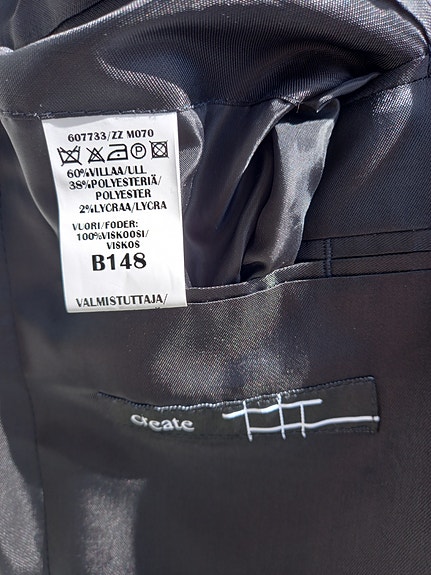 607733/ZZ M070
P
60%VILLAA/ULL
38%POLYESTERIÄ/
POLYESTER
2%LYCRAA/LYCRA
VUORI/FODER:
100%VISKOOSI/
VISKOS
B148
VALMISTUTTAJA/
create